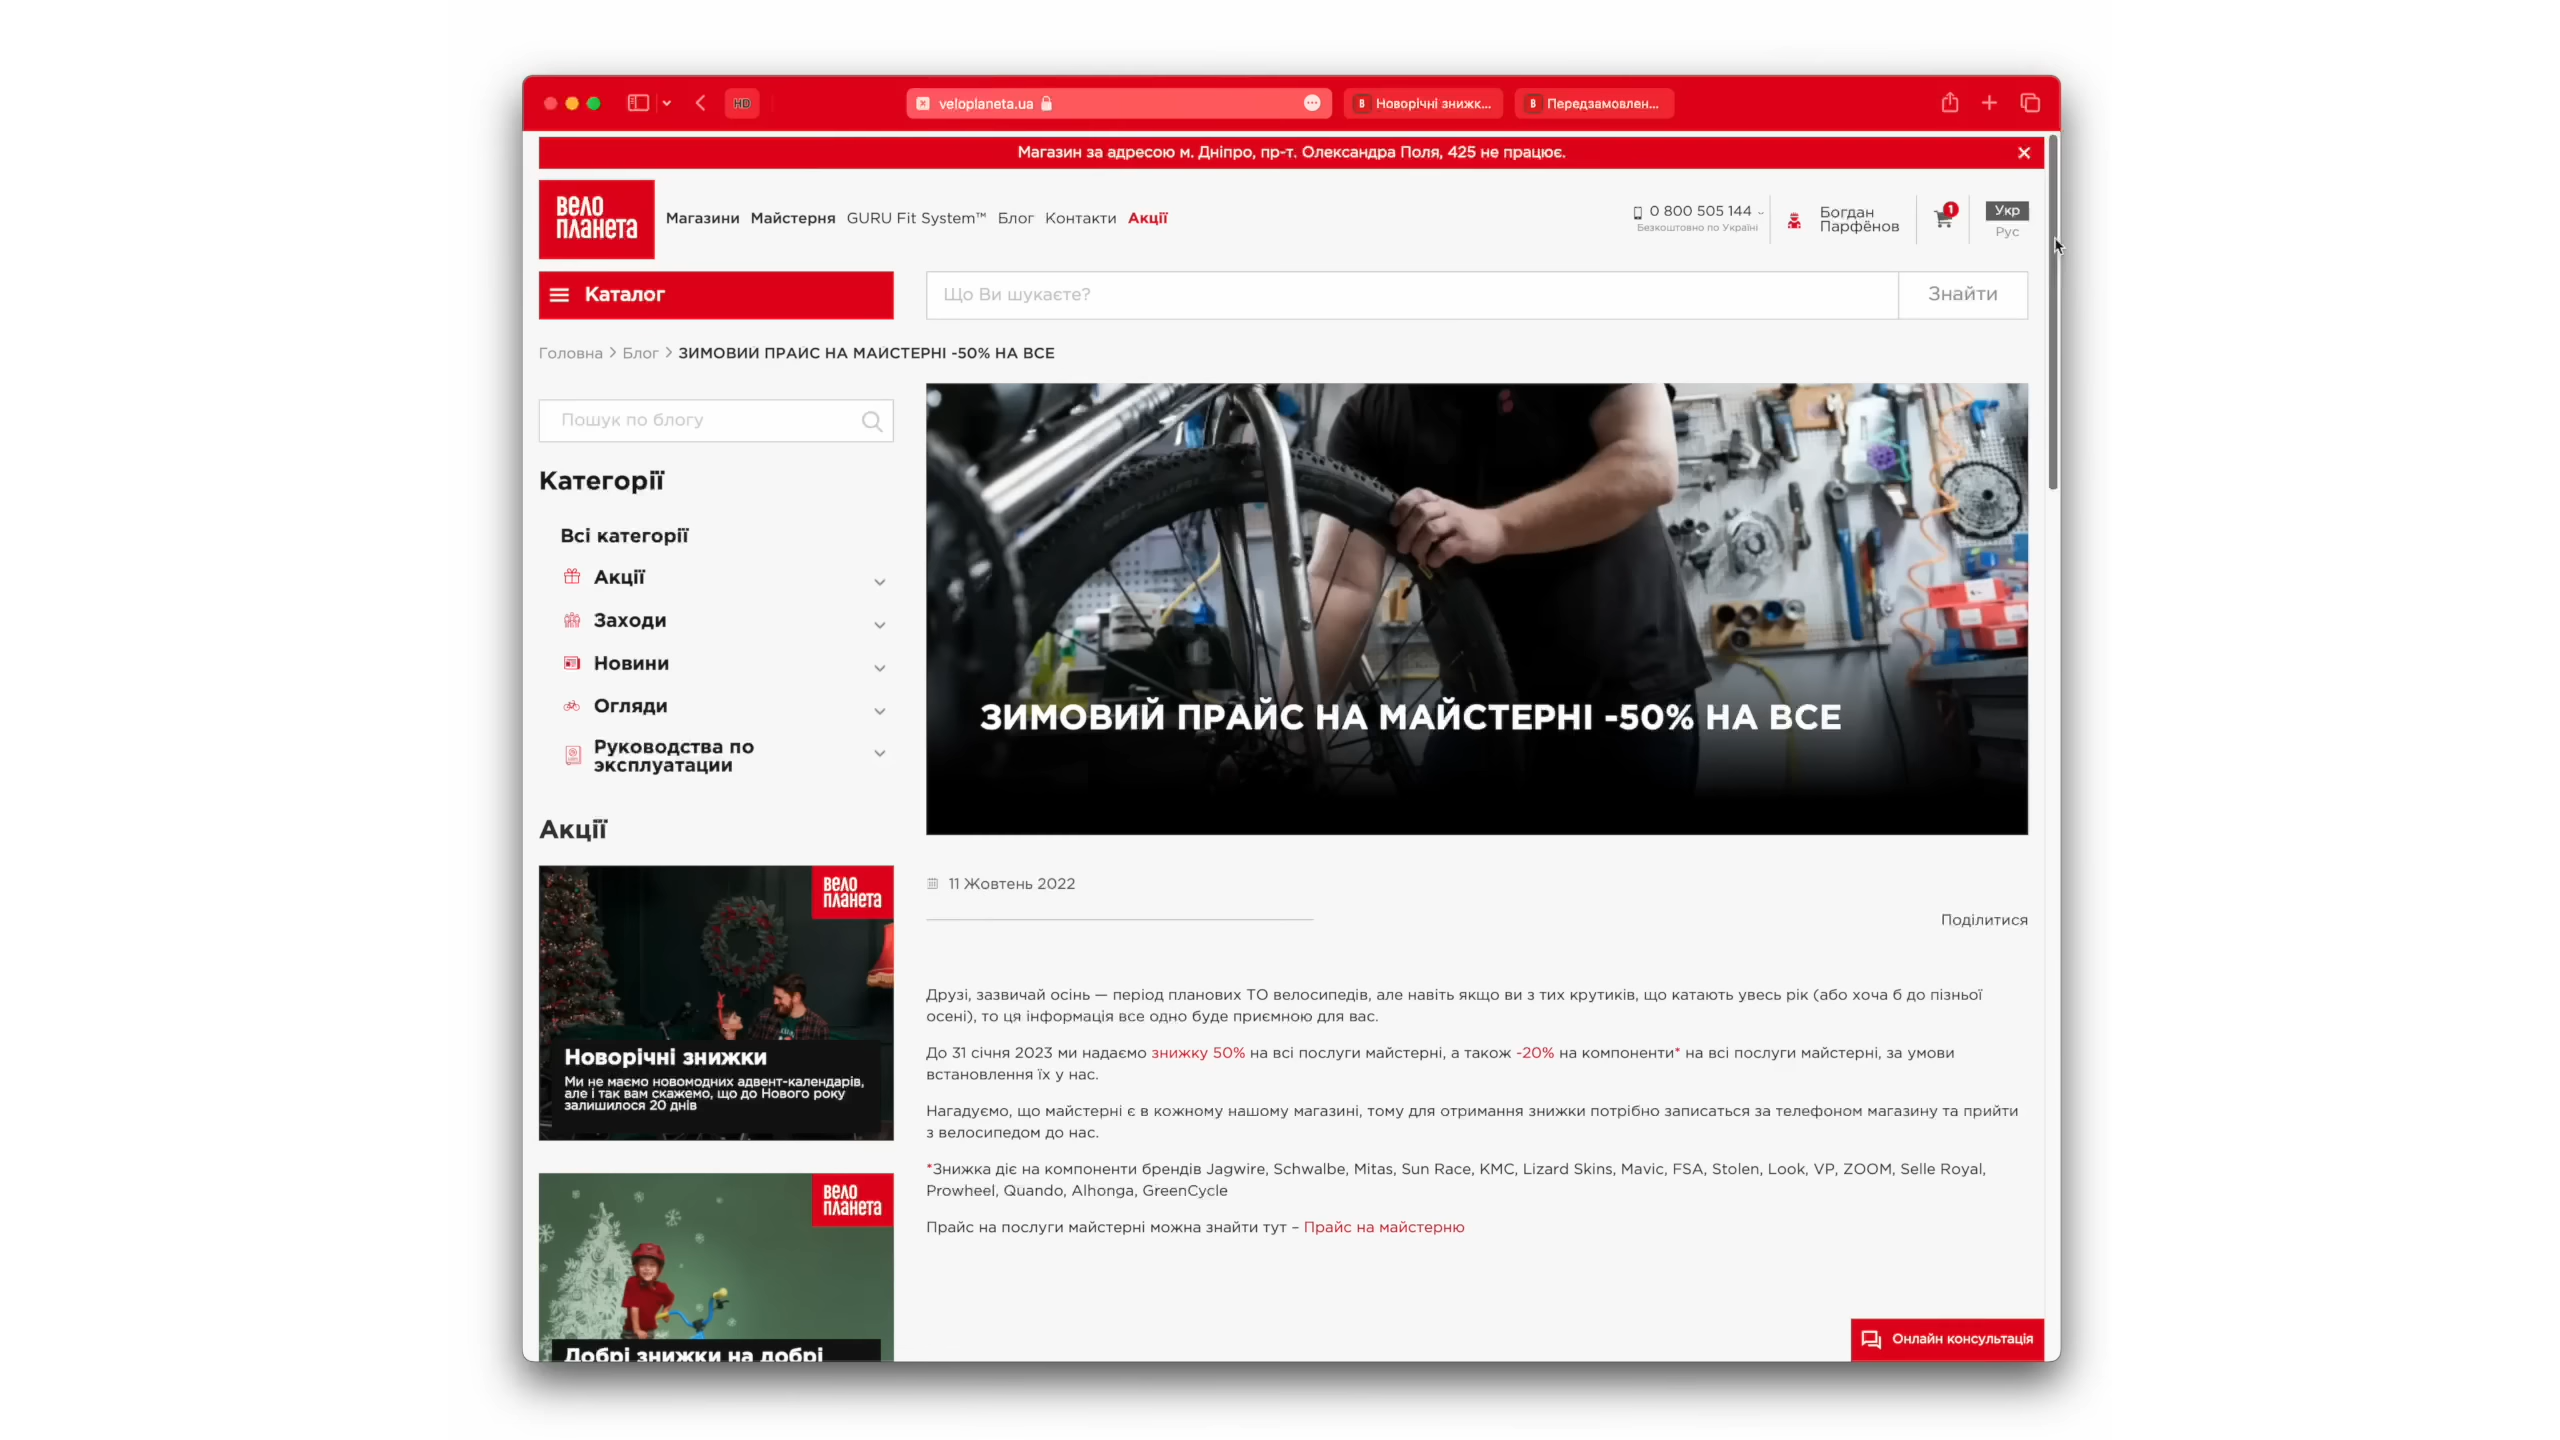 HD
veloplaneta.ua
В Новорічні знижк...
В Передзамовлен...
Магазин за адресою м. Дніпро, пр-т. Олександра Поля, 425 не працює.
вело
планета
Магазини Майстерня GURU Fit System™ Блог Контакти Акції
0 800 505 144
Безкоштовно по Україні
Богдан
Парфёнов
1
Укр
Рус
Каталог
Що Ви шукаєте?
Знайти
Головна > Блог > ЗИМОВИЙ ПРАЙС НА МАЙСТЕРНІ -50% НА ВСЕ
Пошук по блогу
Категорії
Всі категорії
Акції
Заходи
Новини
Огляди
Руководства по
эксплуатации
Акції
вело
планета
Новорічні знижки
Ми не маємо новомодних адвент-календарів,
але і так вам скажемо, що до Нового року
залишилося 20 днів
вело
планета
Добрі знижки на добрі
ЗИМОВИЙ ПРАЙС НА МАЙСТЕРНІ -50% НА ВСЕ
11 Жовтень 2022
Поділитися
Друзі, зазвичай осінь — період планових ТО велосипедів, але навіть якщо ви з тих крутиків, що катають увесь рік (або хоча б до пізньої
осені), то ця інформація все одно буде приємною для вас.
До 31 січня 2023 ми надаємо знижку 50% на всі послуги майстерні, а також -20% на компоненти* на всі послуги майстерні, за умови
встановлення їх у нас.
Нагадуємо, що майстерні є в кожному нашому магазині, тому для отримання знижки потрібно записаться за телефоном магазину та прийти
з велосипедом до нас.
*Знижка діє на компоненти брендів Jagwire, Schwalbe, Mitas, Sun Race, KMC, Lizard Skins, Mavic, FSA, Stolen, Look, VP, ZOOM, Selle Royal,
Prowheel, Quando, Alhonga, GreenCycle
Прайс на послуги майстерні можна знайти тут – Прайс на майстерню
Онлайн консультація